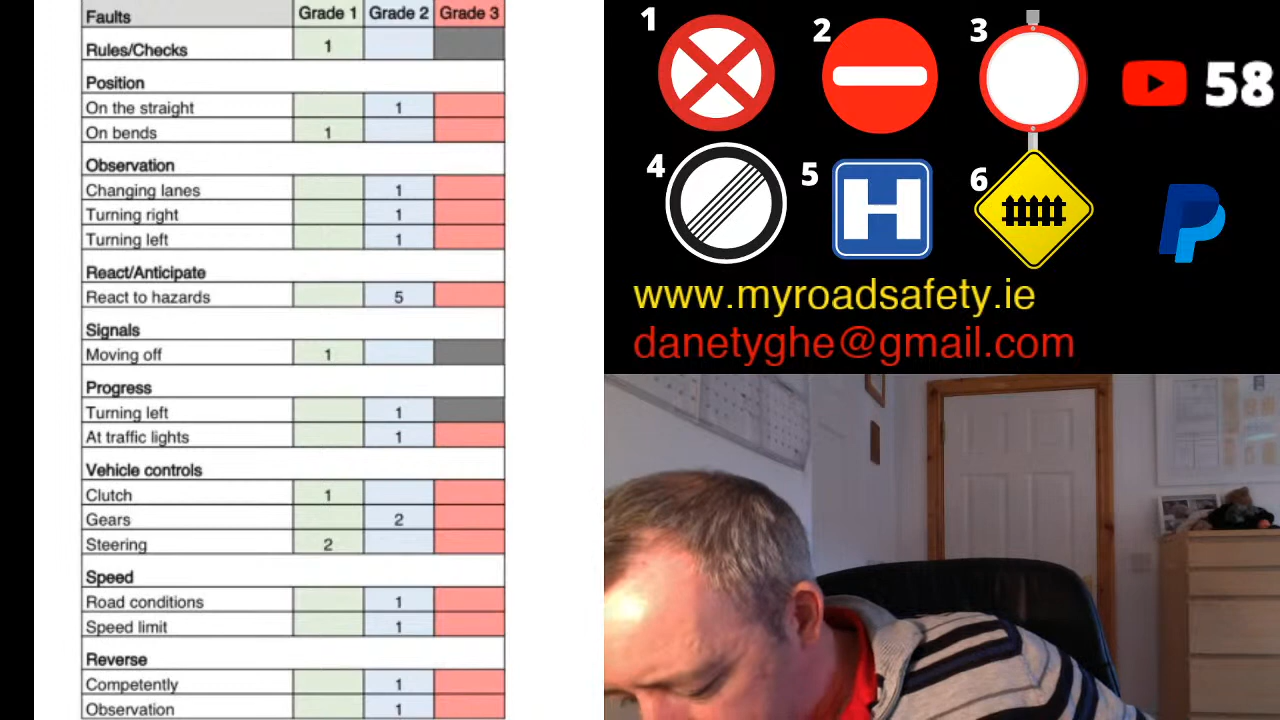 Faults Grade 1 Grade 2 Grade 3
Rules/Checks 1
Position
On the straight 1
On bends 1
Observation
Changing lanes 1
Turning right 1
Turning left 1
React/Anticipate
React to hazards 5
Signals
Moving off 1
Progress
Turning left 1
At traffic lights 1
Vehicle controls
Clutch 1
Gears 2
Steering 2
Speed
Road conditions 1
Speed limit 1
Reverse
Competently 1
Observation 1
1 2 3
58
4 5 H 6
www.myroadsafety.ie
danetyghe@gmail.com